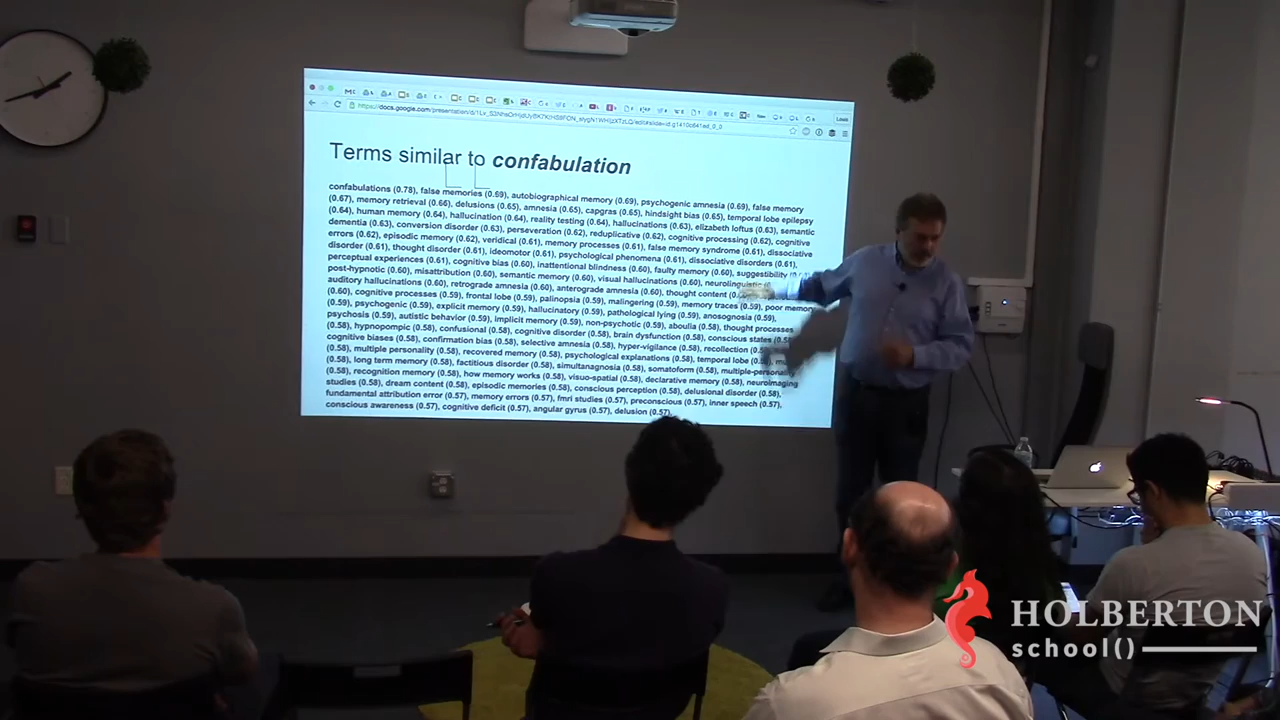 https://docs.google.com/presentation/d/
Terms similar to confabulation
confabulations (0.78), false memories (0.69), autobiographical memory (0.69), psychogenic amnesia (0.69), false memory
(0.67), memory retrieval (0.66), delusions (0.65), amnesia (0.65), capgras (0.65), hindsight bias (0.65), temporal lobe epilepsy
(0.64), human memory (0.64), hallucination (0.64), reality testing (0.64), hallucinations (0.63), elizabeth loftus (0.63), semantic
dementia (0.63), conversion disorder (0.63), perseveration (0.62), reduplicative (0.62), cognitive processing (0.62), cognitive
errors (0.62), episodic memory (0.62), veridical (0.61), memory processes (0.61), false memory syndrome (0.61), dissociative
disorder (0.61), thought disorder (0.61), ideomotor (0.61), psychological phenomena (0.61), dissociative disorders (0.61),
perceptual experiences (0.61), cognitive bias (0.60), inattentional blindness (0.60), faulty memory (0.60), suggestibility
post-hypnotic (0.60), misattribution (0.60), semantic memory (0.60), visual hallucinations (0.60), neurolinguistic
auditory hallucinations (0.60), retrograde amnesia (0.60), anterograde amnesia (0.60), thought content
(0.60), cognitive processes (0.59), frontal lobe (0.59), palinopsia (0.59), malingering (0.59), memory traces (0.59), poor memory
(0.59), psychogenic (0.59), explicit memory (0.59), hallucinatory (0.59), pathological lying (0.59), anosognosia (0.59),
psychosis (0.59), autistic behavior (0.59), implicit memory (0.59), non-psychotic (0.59), aboulia (0.58), thought processes
(0.58), hypnopompic (0.58), confusional (0.58), cognitive disorder (0.58), brain dysfunction (0.58), conscious states
cognitive biases (0.58), confirmation bias (0.58), selective amnesia (0.58), hyper-vigilance (0.58), recollection
(0.58), multiple personality (0.58), recovered memory (0.58), psychological explanations (0.58), temporal lobe
(0.58), long term memory (0.58), factitious disorder (0.58), simultanagnosia (0.58), somatoform (0.58), multiple-personality
(0.58), recognition memory (0.58), how memory works (0.58), visuo-spatial (0.58), declarative memory (0.58), neuroimaging
studies (0.58), dream content (0.58), episodic memories (0.58), conscious perception (0.58), delusional disorder (0.58),
fundamental attribution error (0.57), memory errors (0.57), fmri studies (0.57), preconscious (0.57), inner speech (0.57),
conscious awareness (0.57), cognitive deficit (0.57), angular gyrus (0.57), delusion (0.57),
HOLBERTON
school()